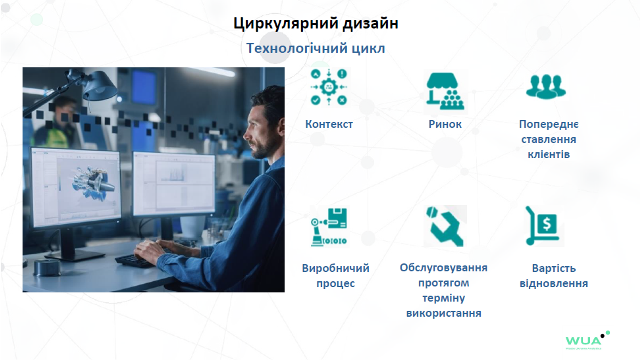 Циркулярний дизайн
Технологічний цикл
Контекст
Ринок
Попереднє
ставлення
клієнтів
Виробничий
процес
Обслуговування
протягом
терміну
використання
Вартість
відновлення
WUA